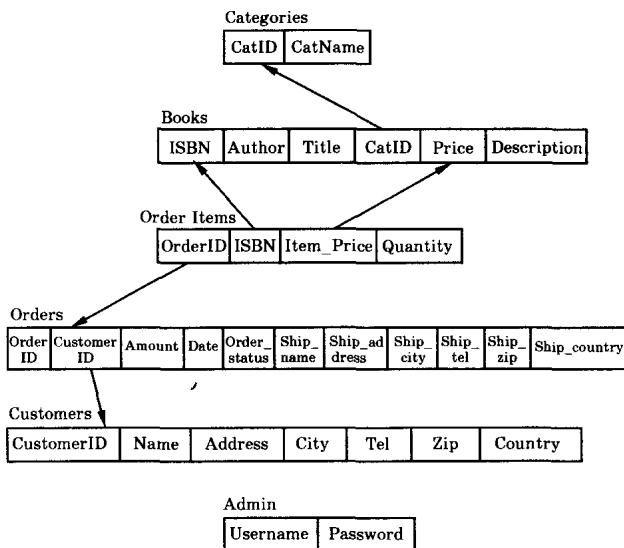 Categories
CatID CatName
Books
ISBN Author Title CatID Price Description
Order Items
OrderID ISBN Item_Price Quantity
Orders
Order ID Customer ID Amount Date Order_ status Ship_ name Ship_ad dress Ship_ city Ship_ tel Ship_ zip Ship_country
Customers
CustomerID Name Address City Tel Zip Country
Admin
Username Password